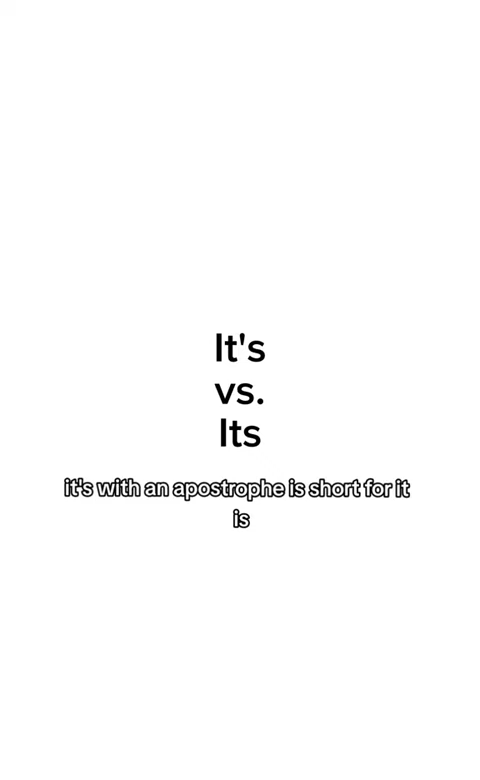 It's
vs.
Its
it's with an apostrophe is short for it
is